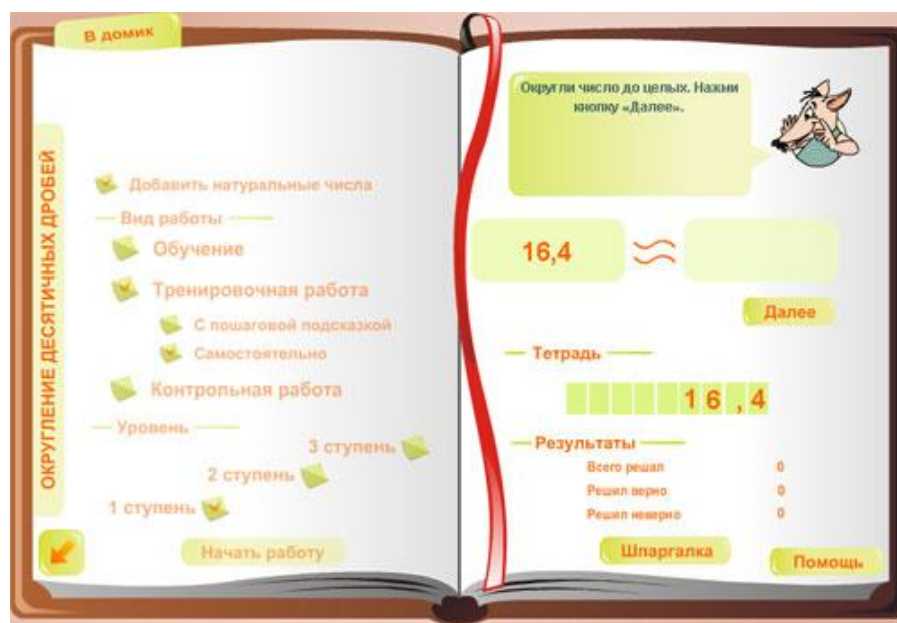 В домик
ОКРУГЛЕНИЕ ДЕСЯТИЧНЫХ ДРОБЕЙ
Добавить натуральные числа
Вид работы
Обучение
Тренировочная работа
С пошаговой подсказкой
Самостоятельно
Контрольная работа
Уровень
3 ступень
2 ступень
1 ступень
Начать работу
Округли число до целых. Нажми
кнопку «Далее».
16,4 ≈
Далее
Тетрадь
1 6 , 4
Результаты
Всего решал 0
Решил верно 0
Решил неверно 0
Шпаргалка
Помощь